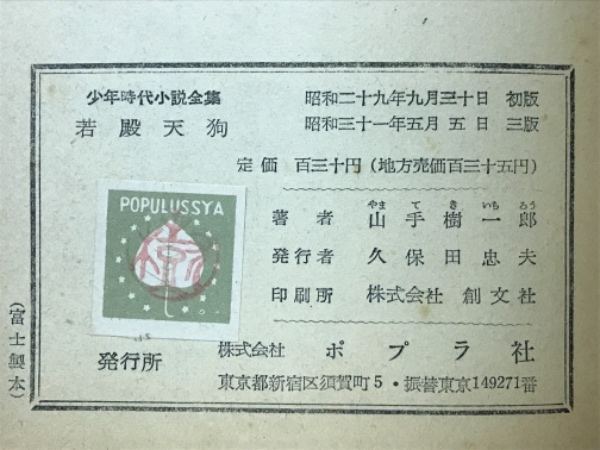 少年時代小説全集
若殿天狗
昭和二十九年九月三十日 初版
昭和三十一年五月五日 三版
定価 百三十円（地方売価百三十五円）
POPULUSSYA
やまてきいちろう
著者 山手樹一郎
発行者 久保田忠夫
印刷所 株式会社 創文社
発行所 株式会社 ポプラ社
東京都新宿区須賀町5・振替東京149271番
（富士製本）